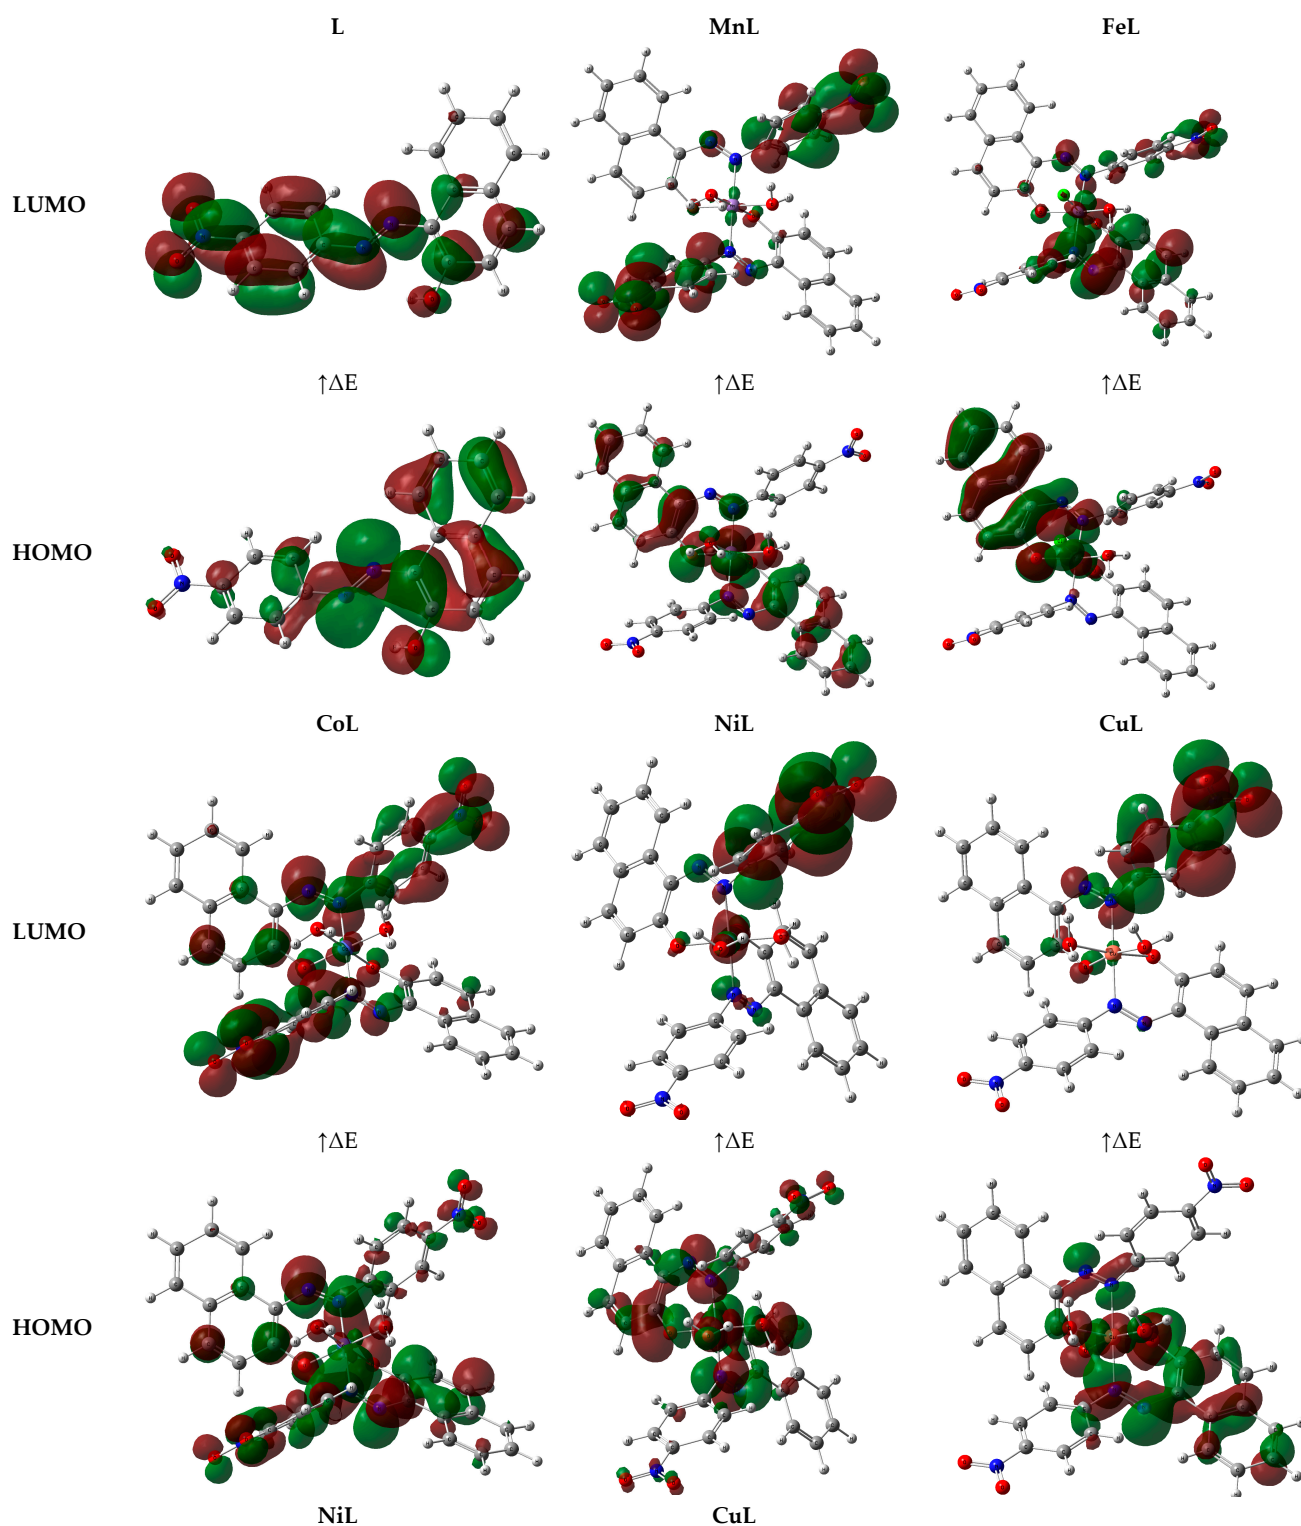 L MnL FeL
LUMO
↑ΔE ↑ΔE ↑ΔE
HOMO
CoL NiL CuL
LUMO
↑ΔE ↑ΔE ↑ΔE
HOMO
NiL CuL